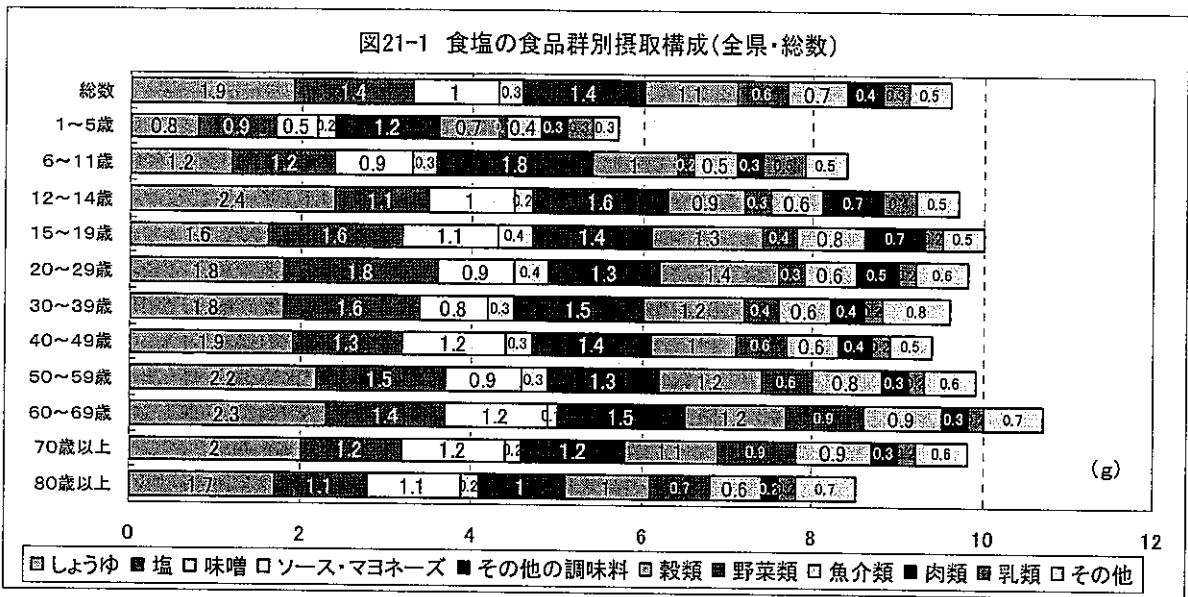 図21-1 食塩の食品群別摂取構成(全県・総数)
総数 1.9 1.4 1 0.3 1.4 1.1 0.6 0.7 0.4 0.3 0.5
1～5歳 0.8 0.9 0.5 0.2 1.2 0.7 0.4 0.3 0.3 0.3
6～11歳 1.2 1.2 0.9 0.3 1.8 1 0.2 0.5 0.3 0.5
12～14歳 2.4 1.1 1 0.2 1.6 0.9 0.3 0.6 0.7 0.4 0.5
15～19歳 1.6 1.6 1.1 0.4 1.4 1.3 0.4 0.8 0.7 0.5
20～29歳 1.8 1.8 0.9 0.4 1.3 1.4 0.3 0.6 0.5 0.6
30～39歳 1.8 1.6 0.8 0.3 1.5 1.2 0.4 0.6 0.4 0.2 0.8
40～49歳 1.9 1.3 1.2 0.3 1.4 1 0.6 0.6 0.4 0.2 0.5
50～59歳 2.2 1.5 0.9 0.3 1.3 1.2 0.6 0.8 0.3 0.6
60～69歳 2.3 1.4 1.2 1.5 1.2 0.9 0.9 0.3 0.7
70歳以上 2 1.2 1.2 0.2 1.2 1.1 0.9 0.9 0.3 0.6
80歳以上 1.7 1.1 1.1 0.2 1 1 0.7 0.6 0.2 0.7
(g)
0 2 4 6 8 10 12
しょうゆ 塩 味噌 ソース・マヨネーズ その他の調味料 穀類 野菜類 魚介類 肉類 乳類 その他